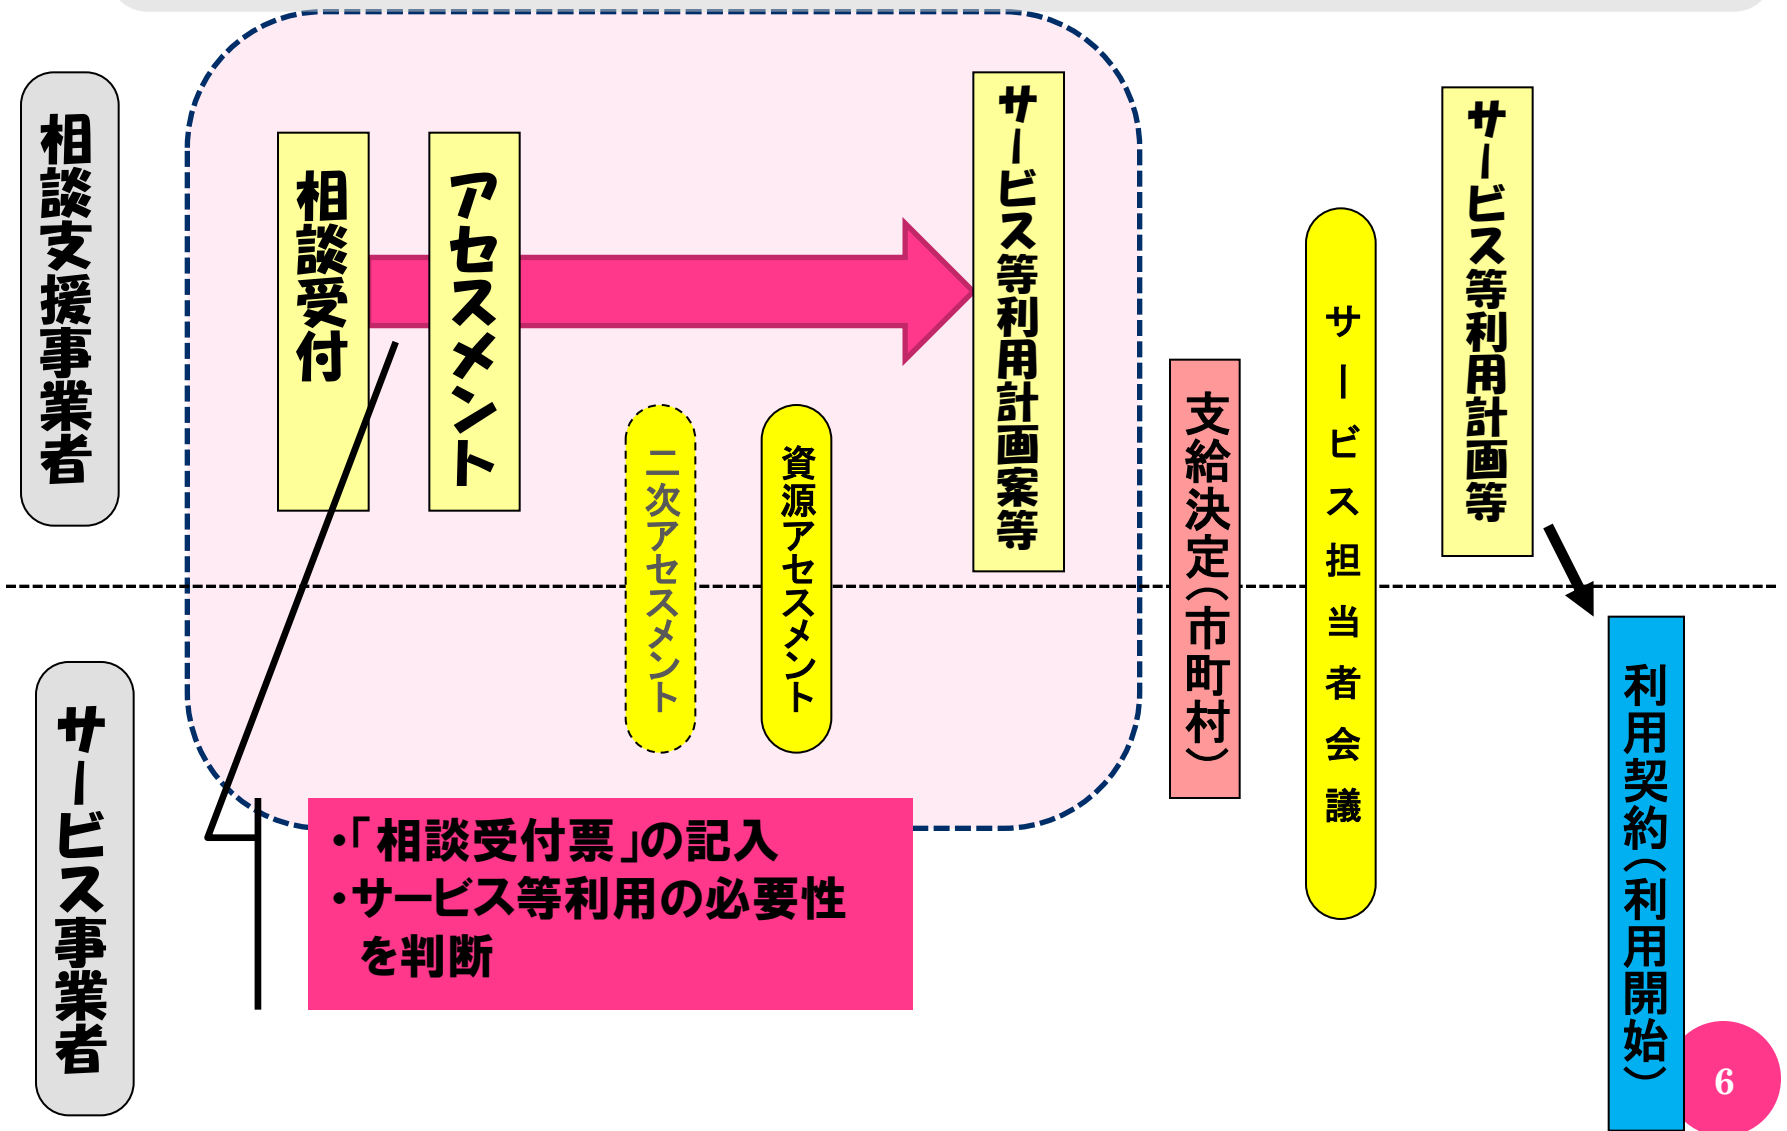 相談支援事業者
相談受付
アセスメント
二次アセスメント
資源アセスメント
サービス等利用計画案等
支給決定(市町村)
サービス担当者会議
サービス等利用計画等
サービス事業者
・「相談受付票」の記入
・サービス等利用の必要性
を判断
利用契約(利用開始)
6